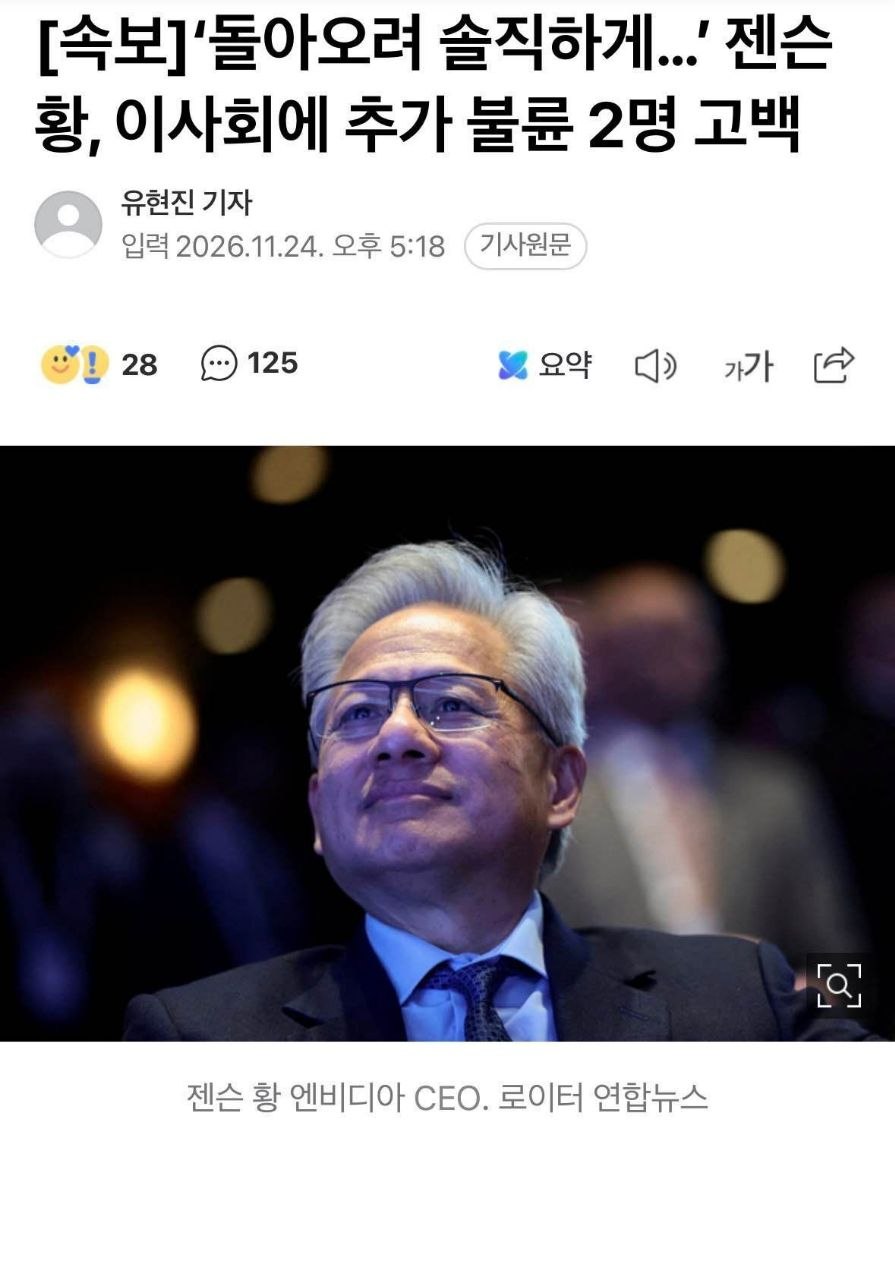 [속보]‘돌아오려 솔직하게…’ 젠슨
황, 이사회에 추가 불륜 2명 고백
유현진 기자
입력 2026.11.24. 오후 5:18 기사원문
28 125 요약 가가
젠슨 황 엔비디아 CEO. 로이터 연합뉴스